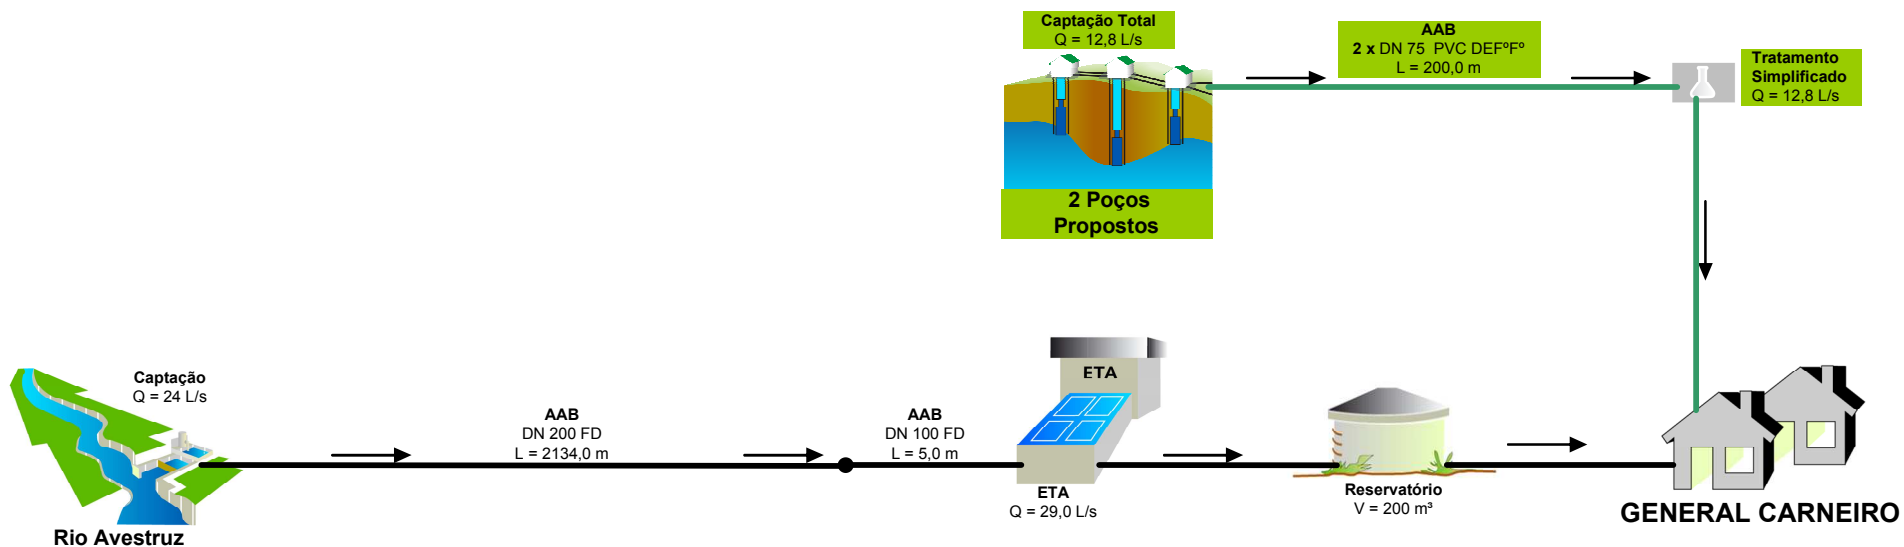 Captação Total
Q = 12,8 L/s
AAB
2 x DN 75 PVC DEFºFº
L = 200,0 m
Tratamento
Simplificado
Q = 12,8 L/s
2 Poços
Propostos
Captação
Q = 24 L/s
AAB
DN 200 FD
L = 2134,0 m
AAB
DN 100 FD
L = 5,0 m
ETA
ETA
Q = 29,0 L/s
Reservatório
V = 200 m³
GENERAL CARNEIRO
Rio Avestruz